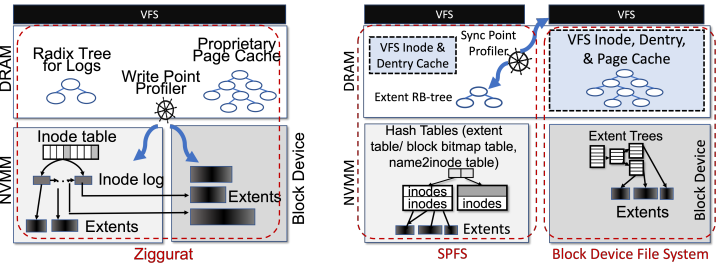 VFS
DRAM
Radix Tree
for Logs
Proprietary
Page Cache
Write Point
Profiler
NVMM
Inode table
Inode log
Extents
Extents
Block Device
Ziggurat
VFS
VFS
DRAM
VFS Inode &
Dentry Cache
Sync Point
Profiler
Extent RB-tree
VFS Inode, Dentry,
& Page Cache
NVMM
Hash Tables (extent
table/ block bitmap table,
name2inode table)
inodes
inodes
inodes
Extents
Extent Trees
Extents
Block Device
SPFS
Block Device File System